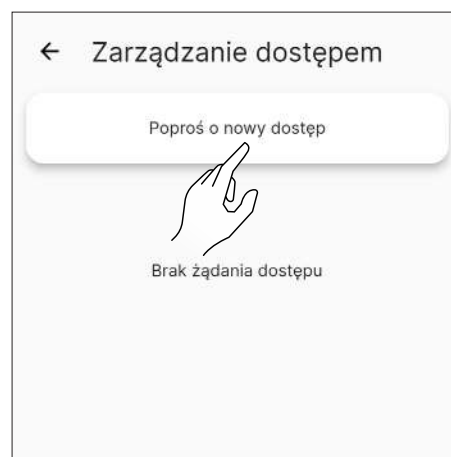 Zarządzanie dostępem
Poproś o nowy dostęp
Brak żądania dostępu